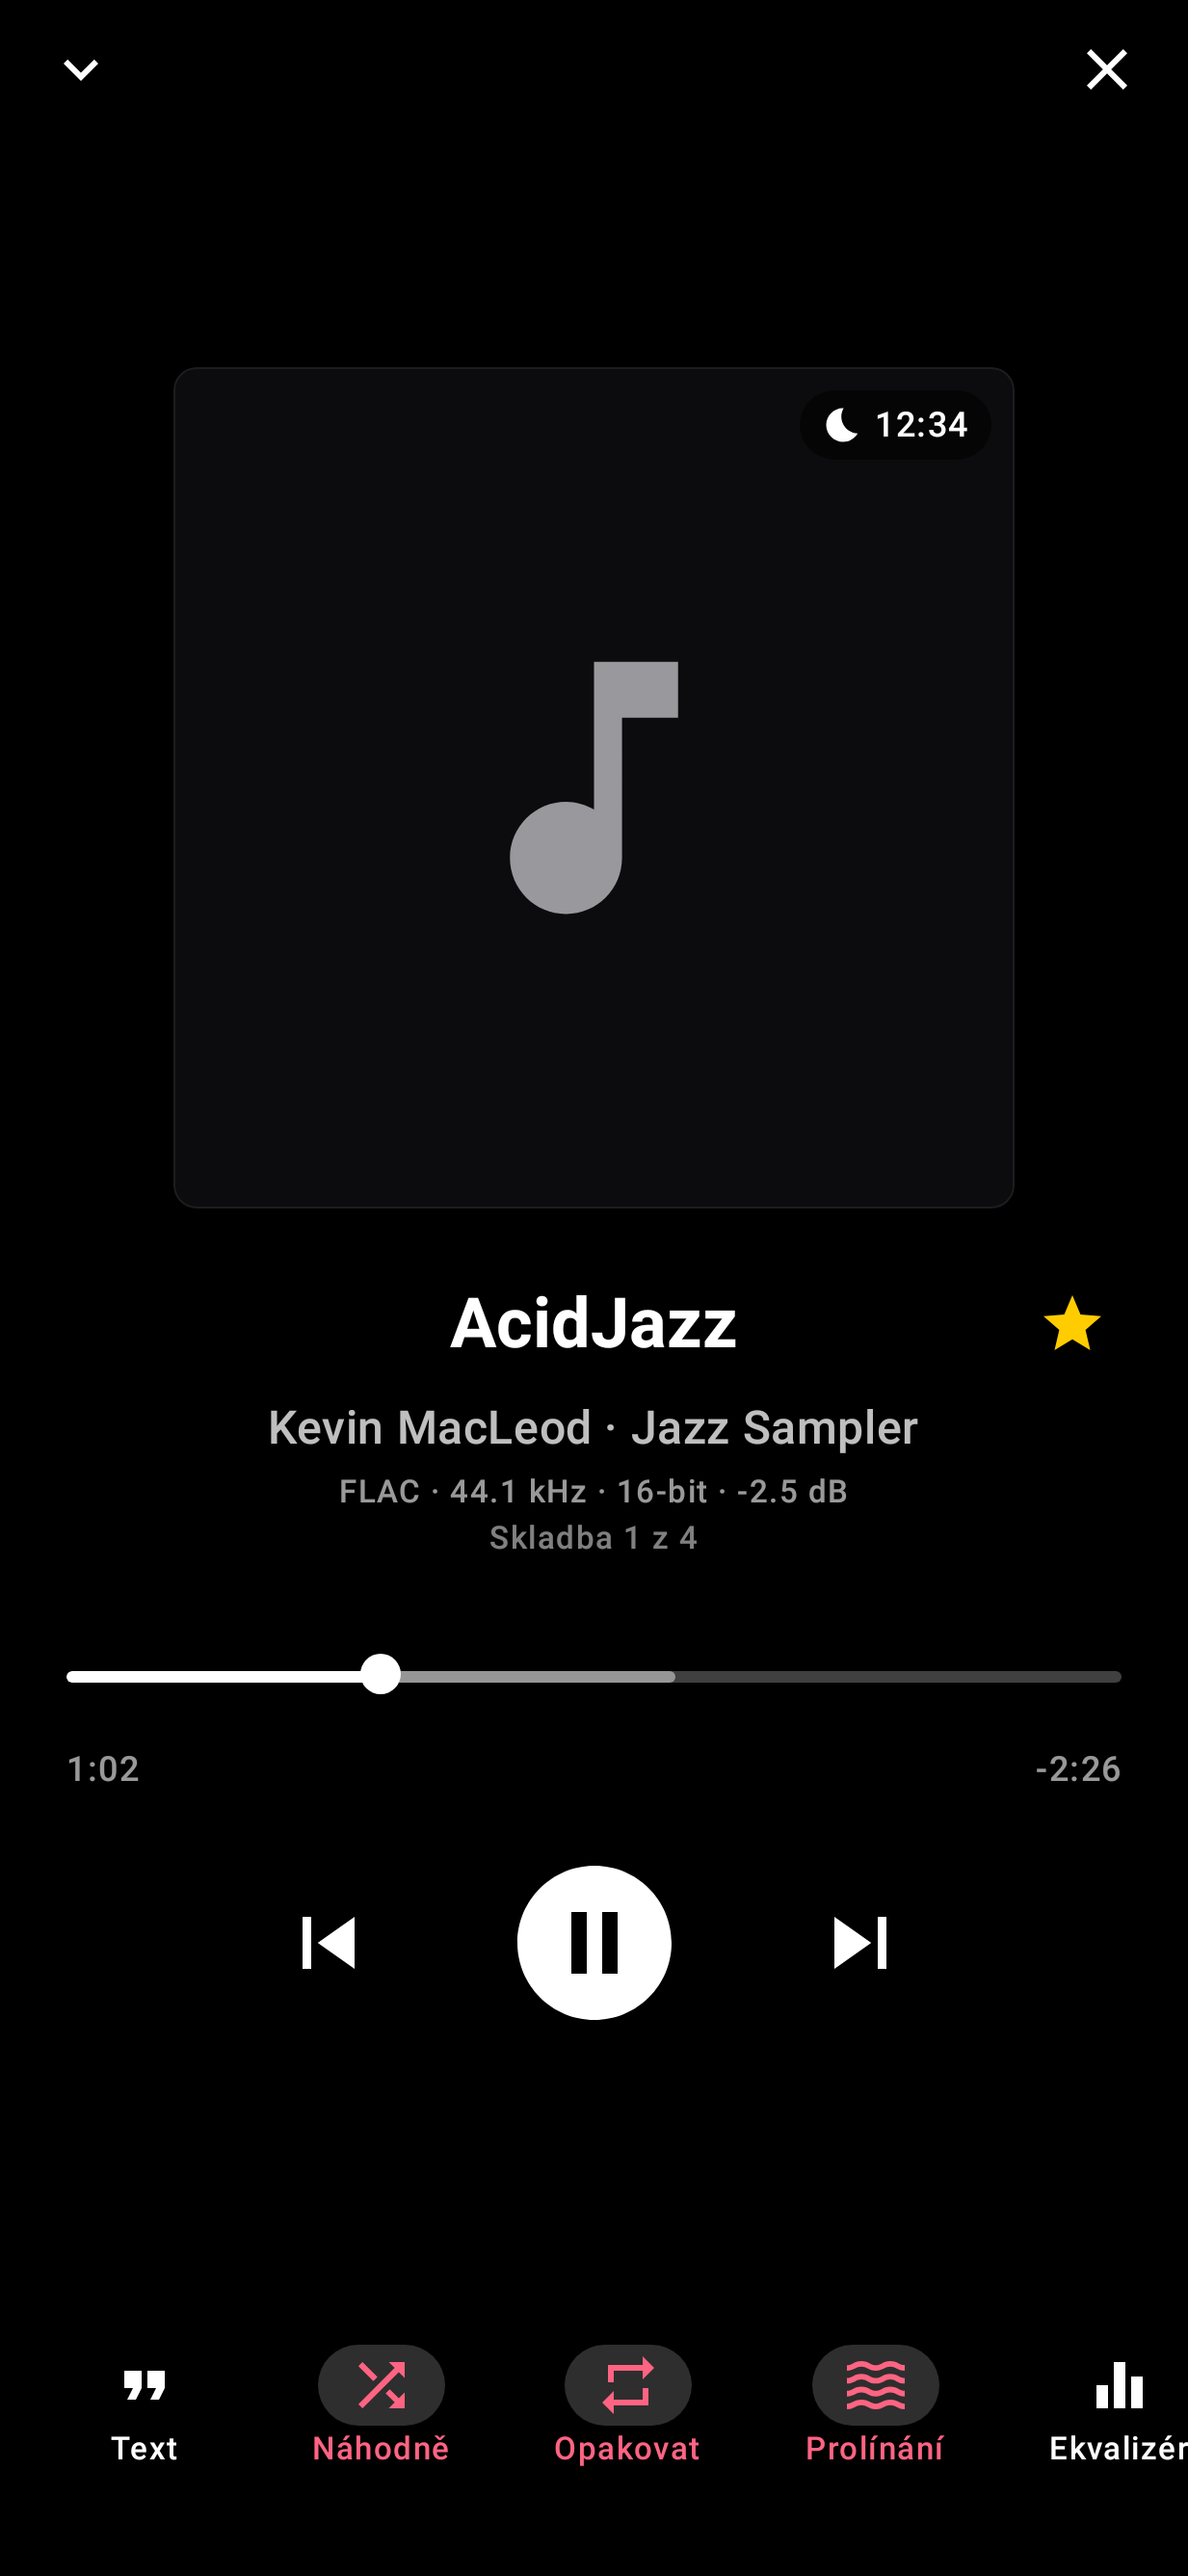 12:34
AcidJazz
Kevin MacLeod · Jazz Sampler
FLAC · 44.1 kHz · 16-bit · -2.5 dB
Skladba 1 z 4
1:02 -2:26
Text Náhodně Opakovat Prolínání Ekvalizér